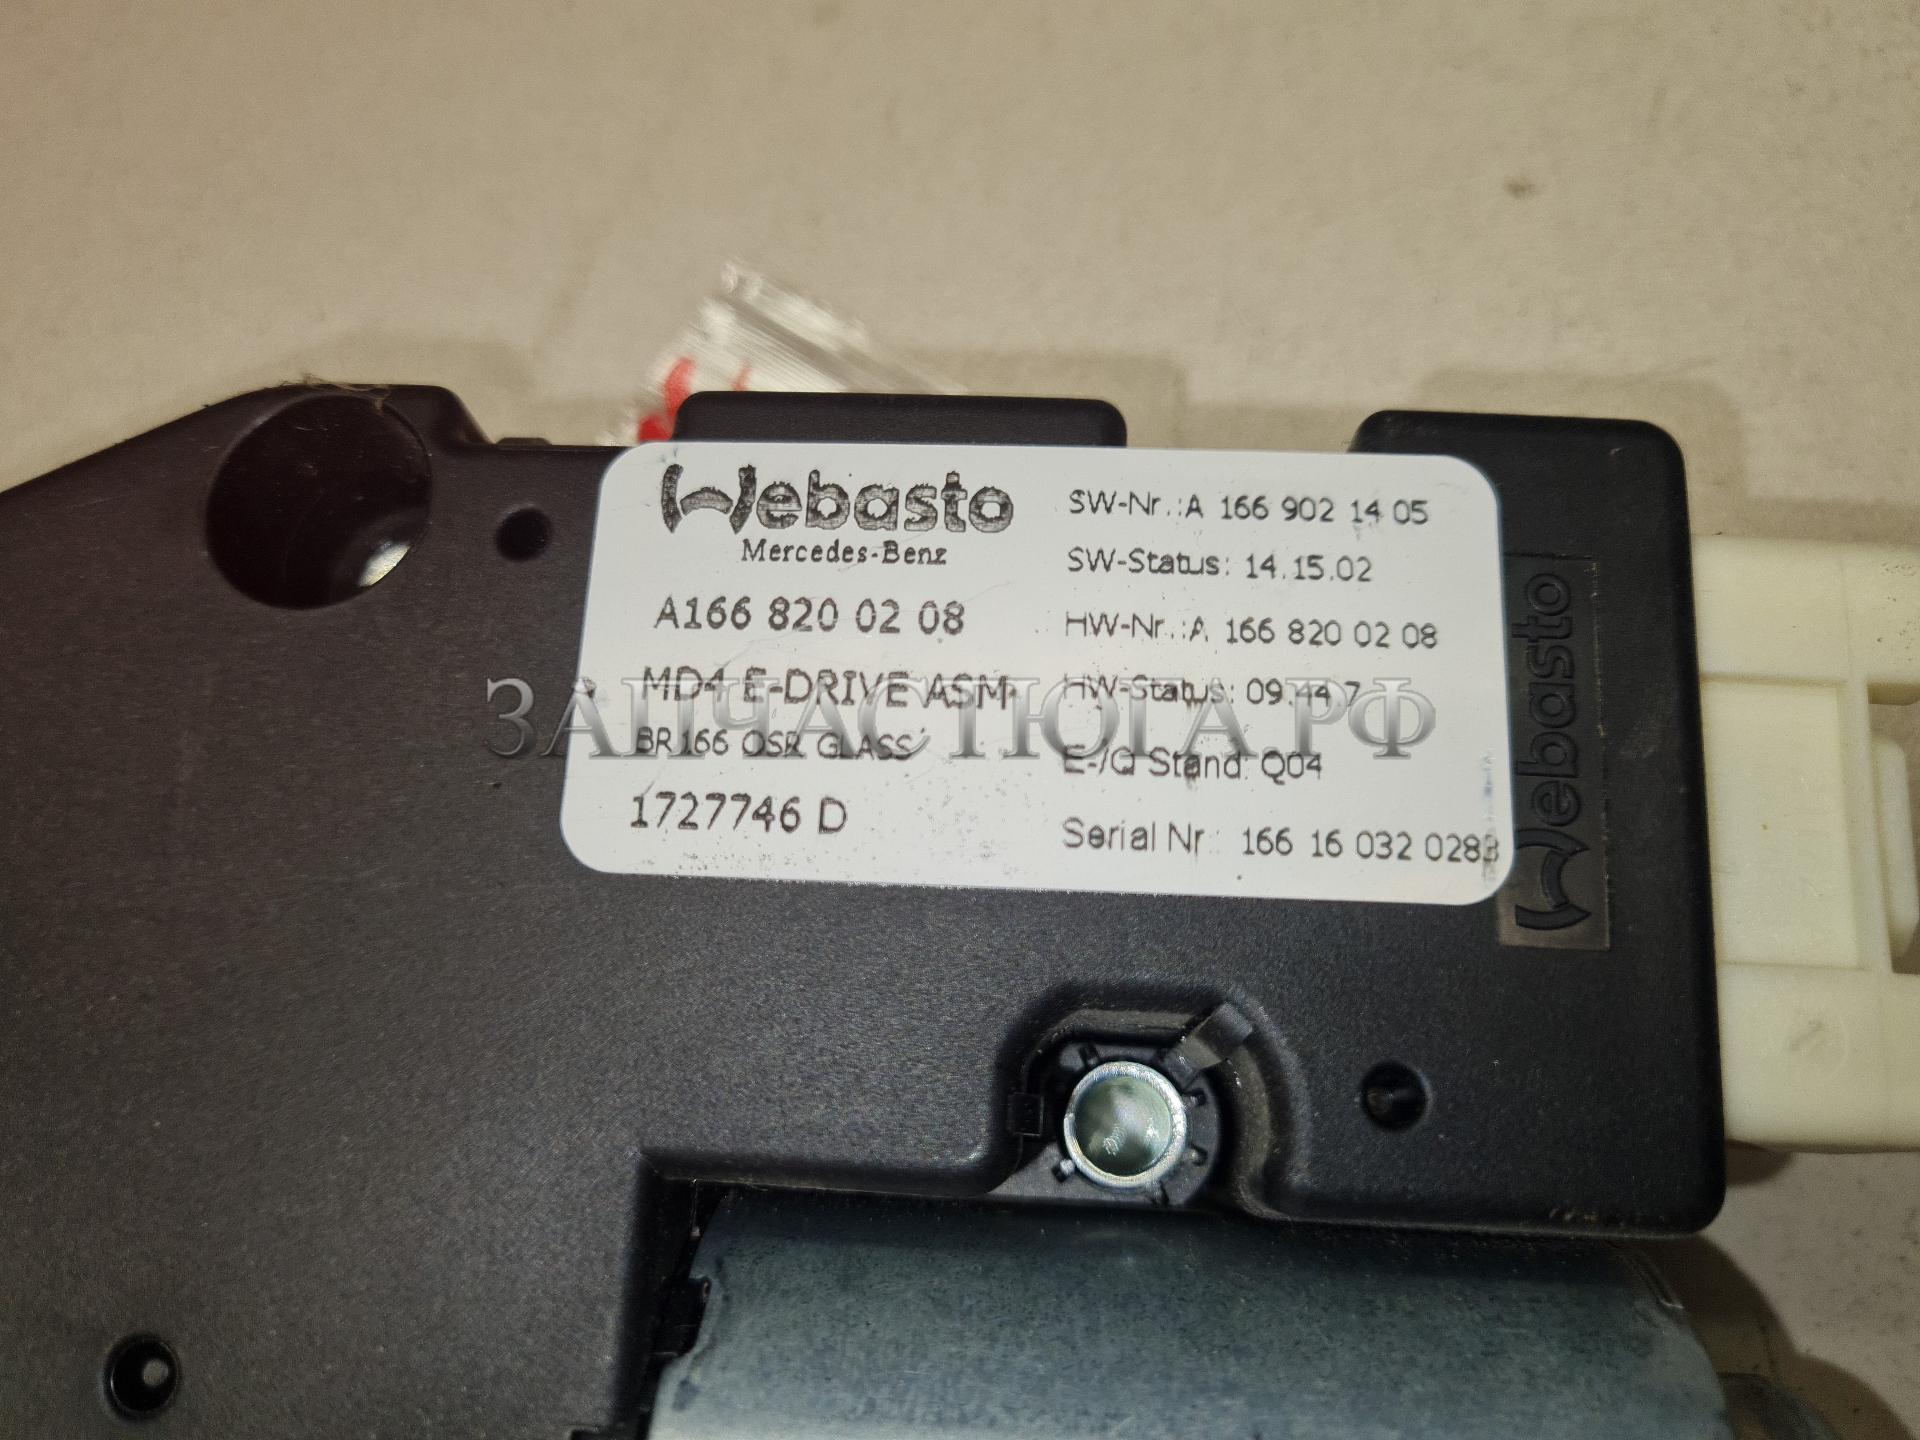 Webasto
Mercedes-Benz
A166 820 02 08
MD4 E-DRIVE ASM
BR166 OSR GLASS
1727746 D
SW-Nr.:A 166 902 14 05
SW-Status: 14.15.02
HW-Nr.:A 166 820 02 08
HW-Status: 09.44.7
E-/Q Stand: Q04
Serial Nr.: 166 16 032 0283
Webasto
ЗАПЧАСТЮГА.РФ